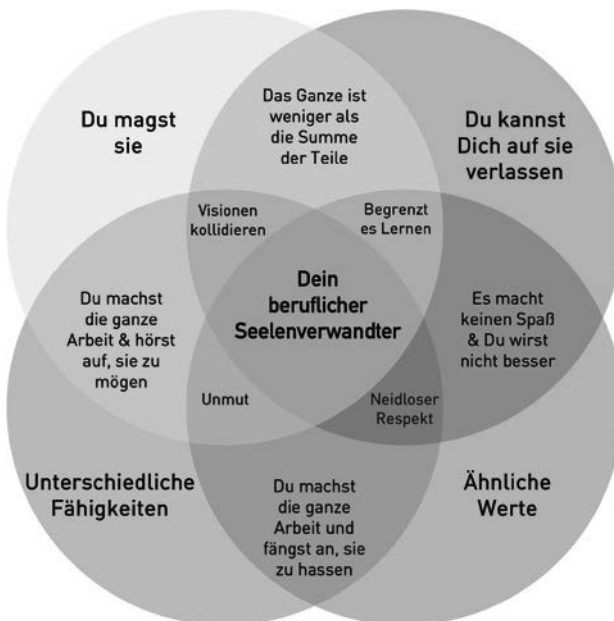 Du magst
sie
Das Ganze ist
weniger als
die Summe
der Teile
Du kannst
Dich auf sie
verlassen
Visionen
kollidieren
Begrenzt
es Lernen
Dein
beruflicher
Seelenverwandter
Du machst
die ganze
Arbeit & hörst
auf, sie zu
mögen
Es macht
keinen Spaß
& Du wirst
nicht besser
Unmut
Neidloser
Respekt
Unterschiedliche
Fähigkeiten
Du machst
die ganze
Arbeit und
fängst an, sie
zu hassen
Ähnliche
Werte